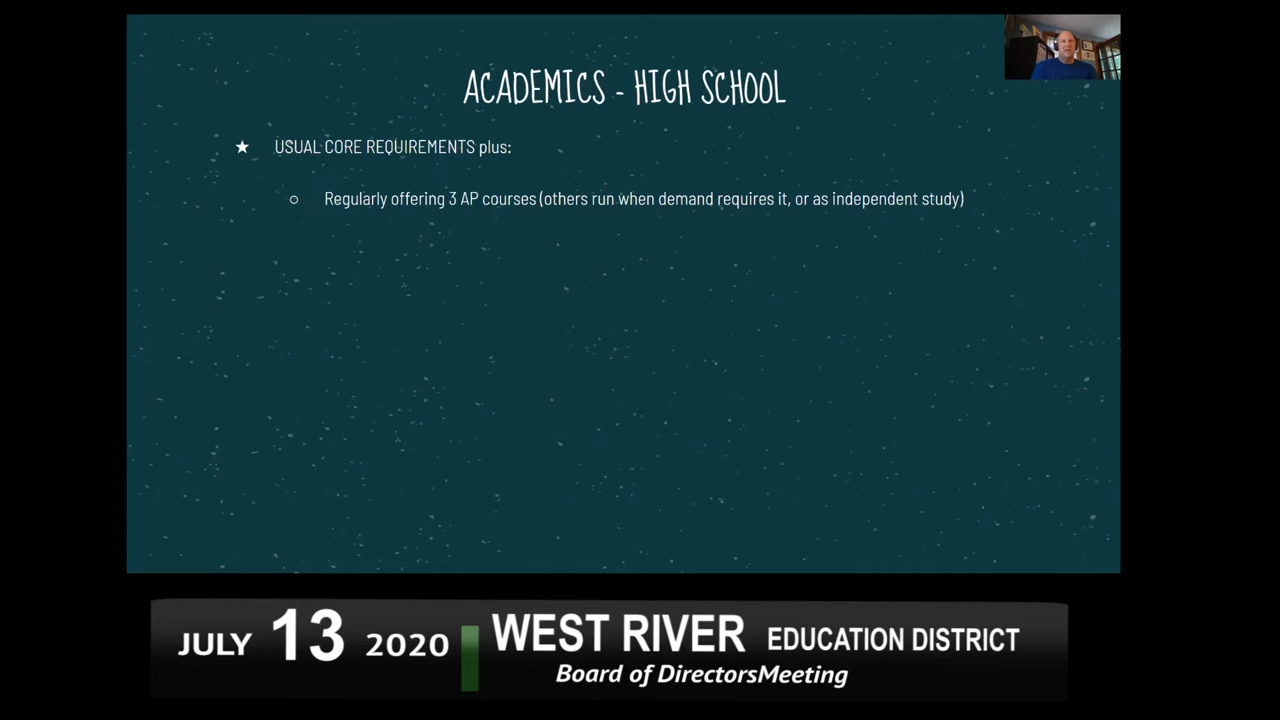 ACADEMICS - HIGH SCHOOL
★ USUAL CORE REQUIREMENTS plus:
○ Regularly offering 3 AP courses (others run when demand requires it, or as independent study)
JULY 13 2020 WEST RIVER EDUCATION DISTRICT
Board of DirectorsMeeting